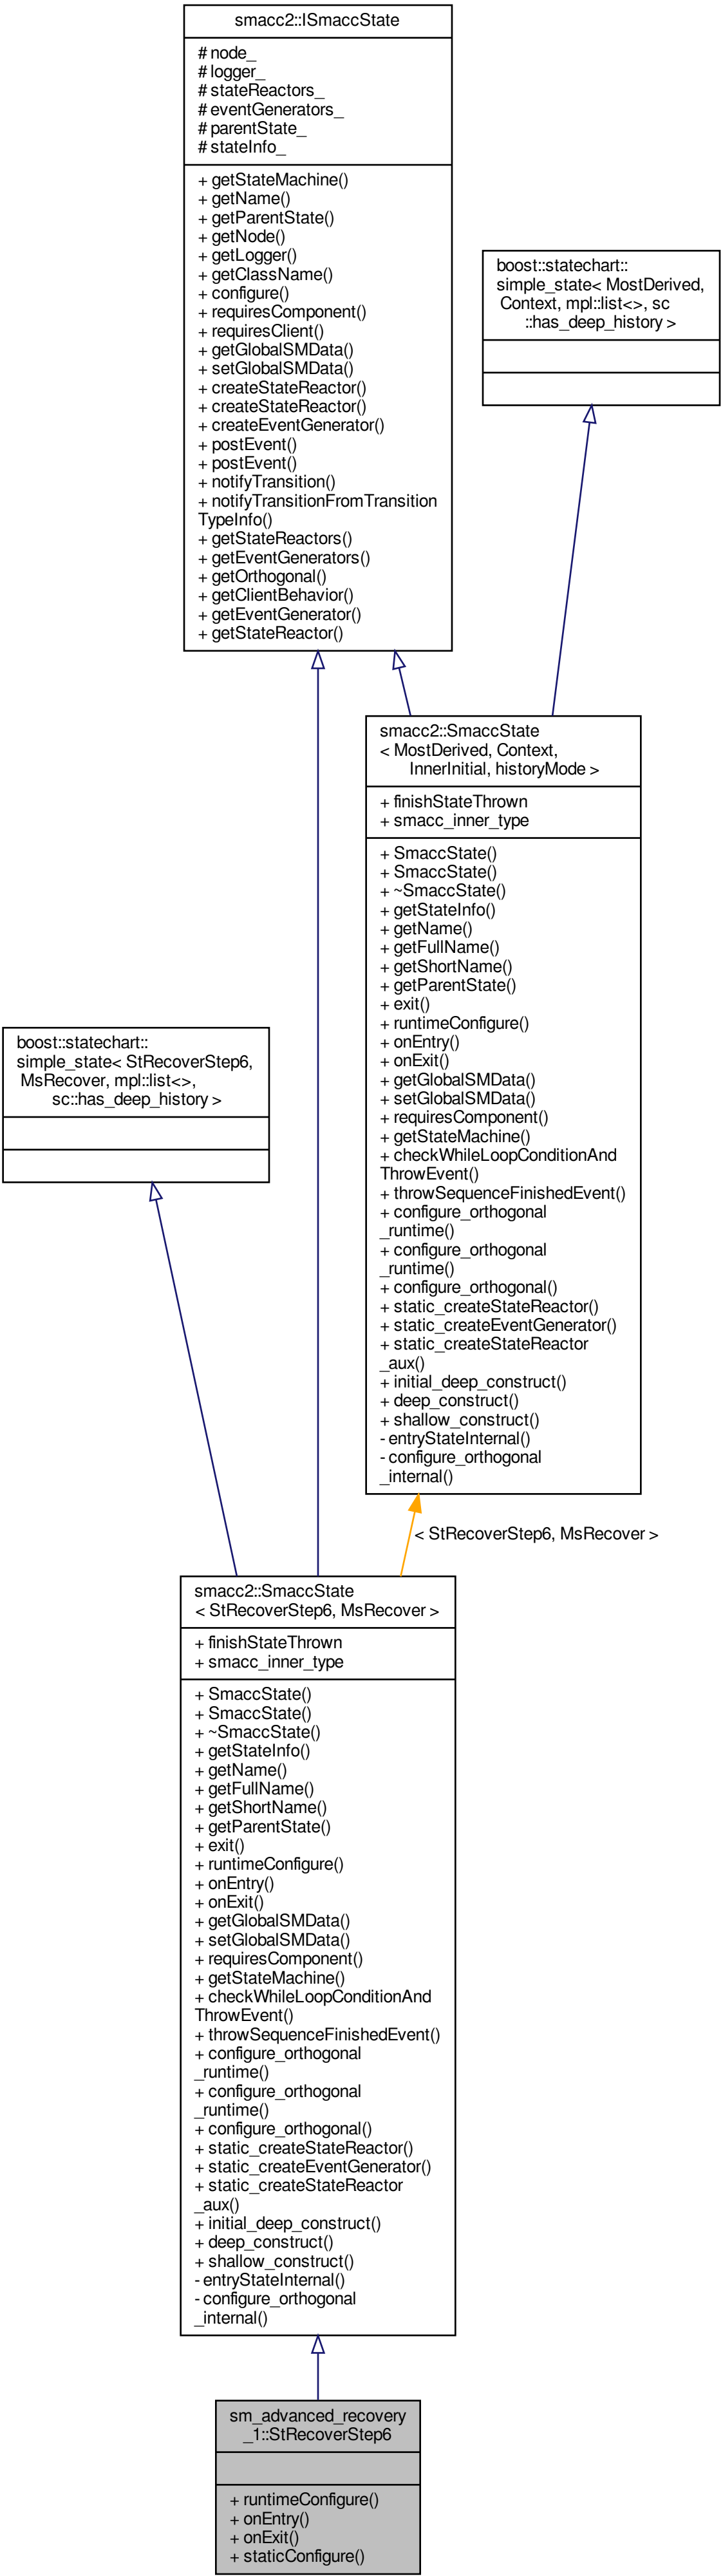 smacc2::ISmaccState
# node_
# logger_
# stateReactors_
# eventGenerators_
# parentState_
# stateInfo_
+ getStateMachine()
+ getName()
+ getParentState()
+ getNode()
+ getLogger()
+ getClassName()
+ configure()
+ requiresComponent()
+ requiresClient()
+ getGlobalSMData()
+ setGlobalSMData()
+ createStateReactor()
+ createStateReactor()
+ createEventGenerator()
+ postEvent()
+ postEvent()
+ notifyTransition()
+ notifyTransitionFromTransition
TypeInfo()
+ getStateReactors()
+ getEventGenerators()
+ getOrthogonal()
+ getClientBehavior()
+ getEventGenerator()
+ getStateReactor()
boost::statechart::
simple_state< MostDerived,
Context, mpl::list<>, sc
::has_deep_history >
smacc2::SmaccState
< MostDerived, Context,
InnerInitial, historyMode >
+ finishStateThrown
+ smacc_inner_type
+ SmaccState()
+ SmaccState()
+ ~SmaccState()
+ getStateInfo()
+ getName()
+ getFullName()
+ getShortName()
+ getParentState()
+ exit()
+ runtimeConfigure()
+ onEntry()
+ onExit()
+ getGlobalSMData()
+ setGlobalSMData()
+ requiresComponent()
+ getStateMachine()
+ checkWhileLoopConditionAnd
ThrowEvent()
+ throwSequenceFinishedEvent()
+ configure_orthogonal
_runtime()
+ configure_orthogonal
_runtime()
+ configure_orthogonal()
+ static_createStateReactor()
+ static_createEventGenerator()
+ static_createStateReactor
_aux()
+ initial_deep_construct()
+ deep_construct()
+ shallow_construct()
- entryStateInternal()
- configure_orthogonal
_internal()
boost::statechart::
simple_state< StRecoverStep6,
MsRecover, mpl::list<>,
sc::has_deep_history >
< StRecoverStep6, MsRecover >
smacc2::SmaccState
< StRecoverStep6, MsRecover >
+ finishStateThrown
+ smacc_inner_type
+ SmaccState()
+ SmaccState()
+ ~SmaccState()
+ getStateInfo()
+ getName()
+ getFullName()
+ getShortName()
+ getParentState()
+ exit()
+ runtimeConfigure()
+ onEntry()
+ onExit()
+ getGlobalSMData()
+ setGlobalSMData()
+ requiresComponent()
+ getStateMachine()
+ checkWhileLoopConditionAnd
ThrowEvent()
+ throwSequenceFinishedEvent()
+ configure_orthogonal
_runtime()
+ configure_orthogonal
_runtime()
+ configure_orthogonal()
+ static_createStateReactor()
+ static_createEventGenerator()
+ static_createStateReactor
_aux()
+ initial_deep_construct()
+ deep_construct()
+ shallow_construct()
- entryStateInternal()
- configure_orthogonal
_internal()
sm_advanced_recovery
_1::StRecoverStep6
+ runtimeConfigure()
+ onEntry()
+ onExit()
+ staticConfigure()